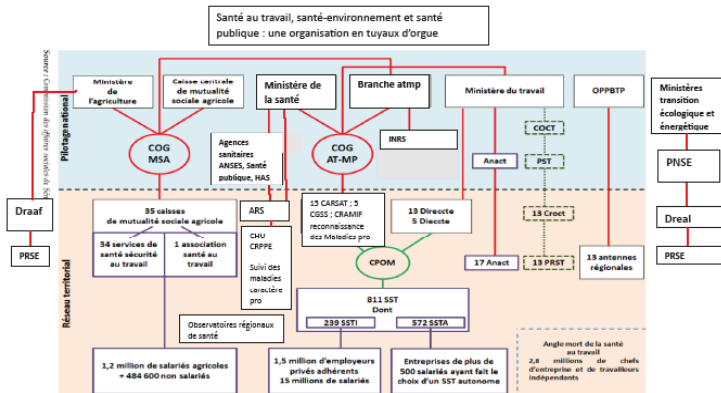 Santé au travail, santé-environnement et santé
publique : une organisation en tuyaux d'orgue
Source : Commission des affaires sociales du Sén
Pilotage national
Ministère
de
l'agriculture
Caisse centrale
de mutualité
sociale agricole
Ministère de
la santé
Branche atmp
Ministère du travail
OPPBTP
Ministères
transition
écologique et
énergétique
COG
MSA
Agences
sanitaires
ANSES, Santé
publique, HAS
COG
AT-MP
INRS
Anact
COCT
PST
PNSE
Réseau territorial
Draaf
PRSE
35 caisses
de mutualité sociale agricole
34 services de
santé sécurité
au travail
1 association
santé au
travail
ARS
CHU
CRPPE
Suivi des
maladies
caractère
pro
15 CARSAT ; 5
CGSS ; CRAMIF
reconnaissance
des Maladies pro
13 Direccte
5 Dieccte
CPOM
13 Croct
17 Anact
13 PRST
13 antennes
régionales
Dreal
PRSE
811 SST
Dont
239 SSTI
572 SSTA
Observatoires régionaux
de santé
1,2 million de salariés agricoles
+ 484 600 non salariés
1,5 million d'employeurs
privés adhérents
15 millions de salariés
Entreprises de plus de
500 salariés ayant fait le
choix d'un SST autonome
Angle mort de la santé
au travail
2,8 millions de chefs
d'entreprise et de travailleurs
indépendants